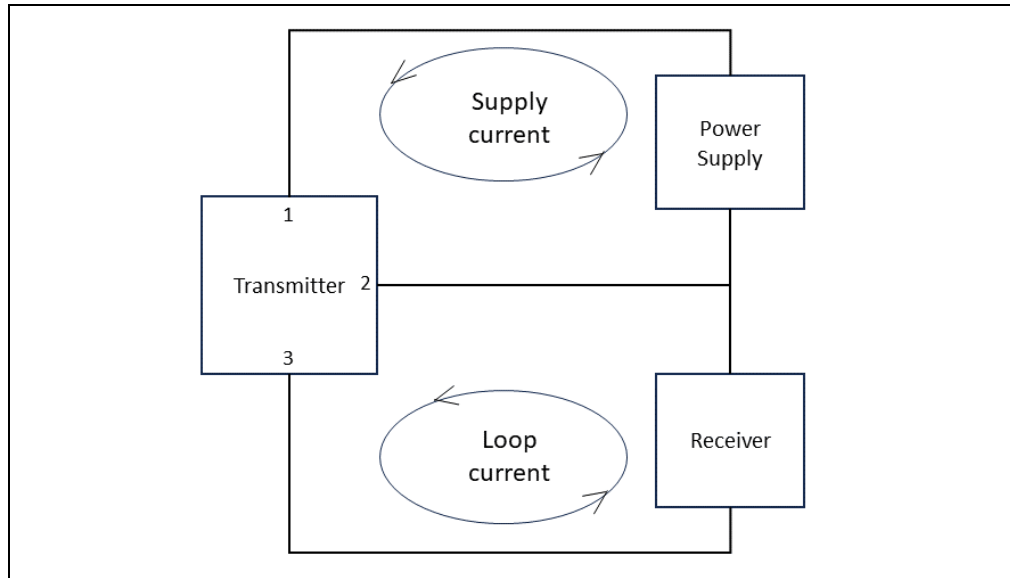 Supply
current
Power
Supply
1
Transmitter
2
3
Loop
current
Receiver